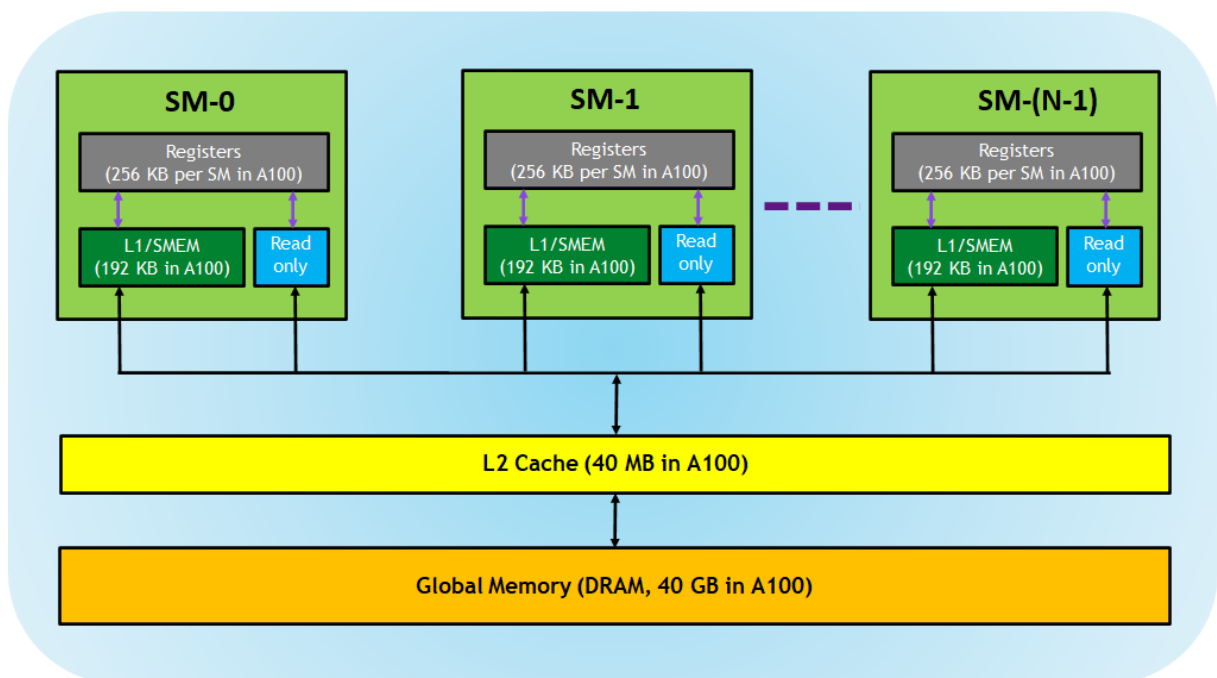 SM-0
Registers
(256 KB per SM in A100)
L1/SMEM
(192 KB in A100)
Read
only
SM-1
Registers
(256 KB per SM in A100)
L1/SMEM
(192 KB in A100)
Read
only
SM-(N-1)
Registers
(256 KB per SM in A100)
L1/SMEM
(192 KB in A100)
Read
only
L2 Cache (40 MB in A100)
Global Memory (DRAM, 40 GB in A100)